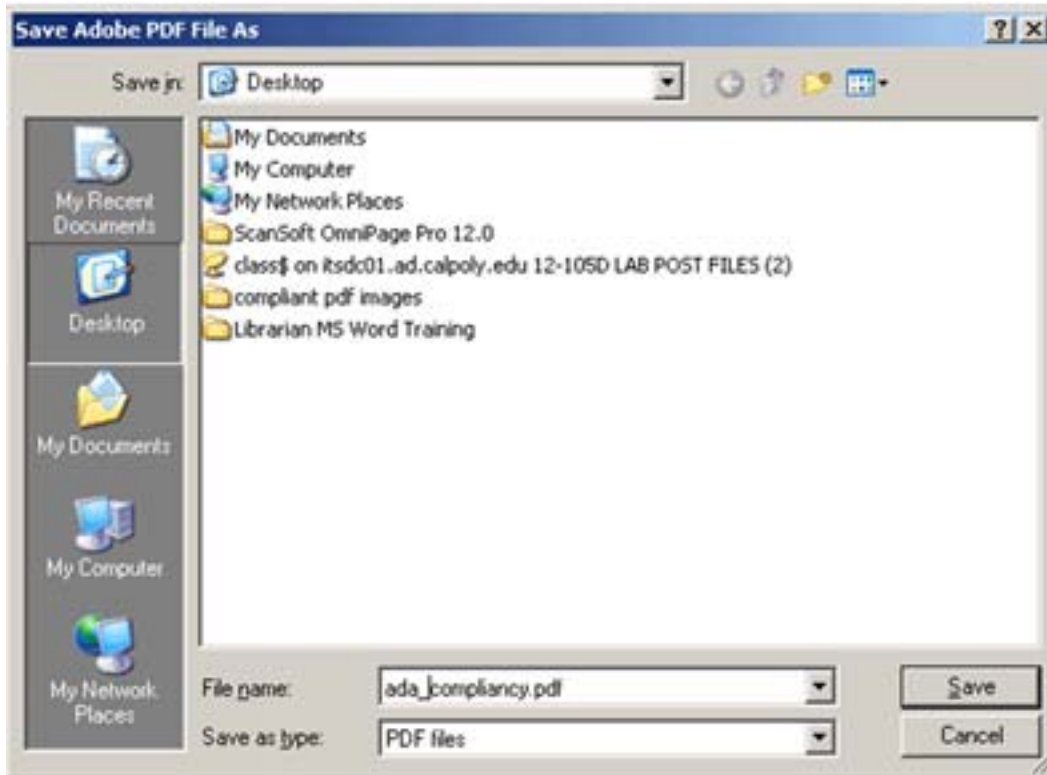 Save Adobe PDF File As
Save in: Desktop
My Recent
Documents
Desktop
My Documents
My Computer
My Network
Places
My Documents
My Computer
My Network Places
ScanSoft OmniPage Pro 12.0
class$ on itsdc01.ad.calpoly.edu 12-105D LAB POST FILES (2)
compliant pdf images
Librarian MS Word Training
File name: ada_compliancy.pdf Save
Save as type: PDF files Cancel